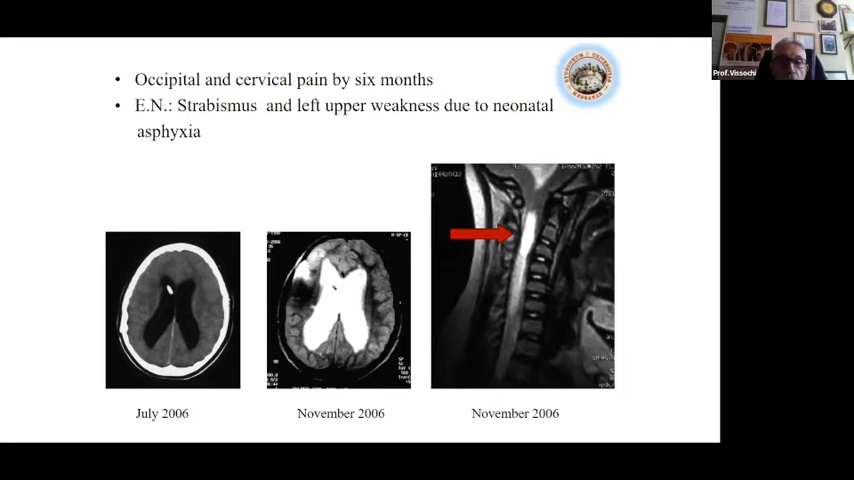 Prof.Vissochi
• Occipital and cervical pain by six months
• E.N.: Strabismus and left upper weakness due to neonatal
asphyxia
July 2006
November 2006
November 2006